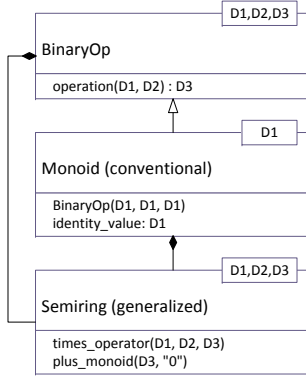 D1,D2,D3
BinaryOp
operation(D1, D2) : D3
D1
Monoid (conventional)
BinaryOp(D1, D1, D1)
identity_value: D1
D1,D2,D3
Semiring (generalized)
times_operator(D1, D2, D3)
plus_monoid(D3, "0")